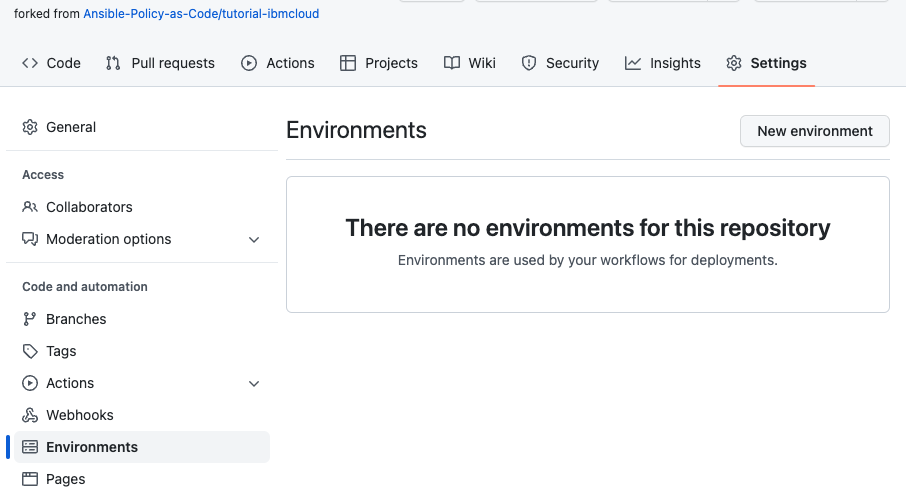 forked from Ansible-Policy-as-Code/tutorial-ibmcloud
Code Pull requests Actions Projects Wiki Security Insights Settings
General
Access
Collaborators
Moderation options
Code and automation
Branches
Tags
Actions
Webhooks
Environments
Pages
Environments
New environment
There are no environments for this repository
Environments are used by your workflows for deployments.